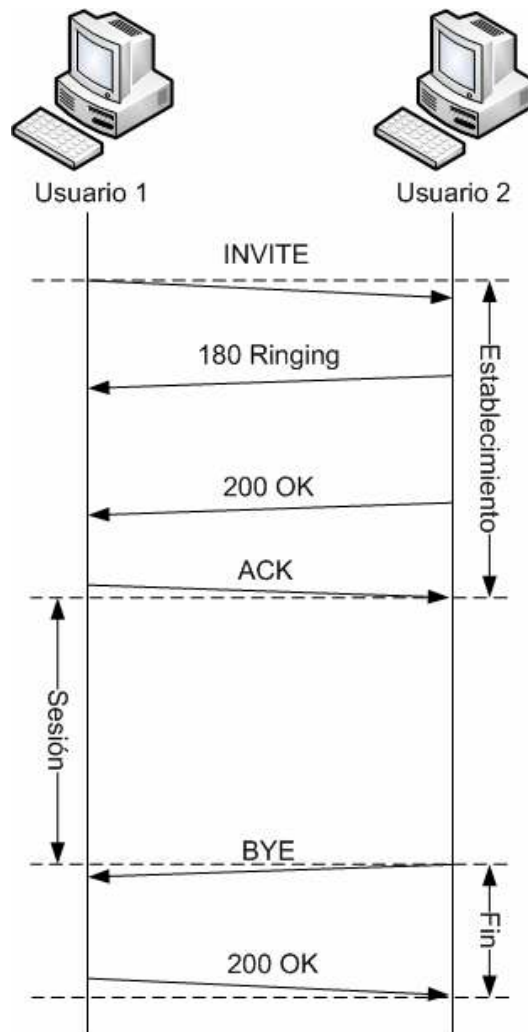 Usuario 1
Usuario 2
INVITE
180 Ringing
200 OK
ACK
Establecimiento
Sesión
BYE
200 OK
Fin